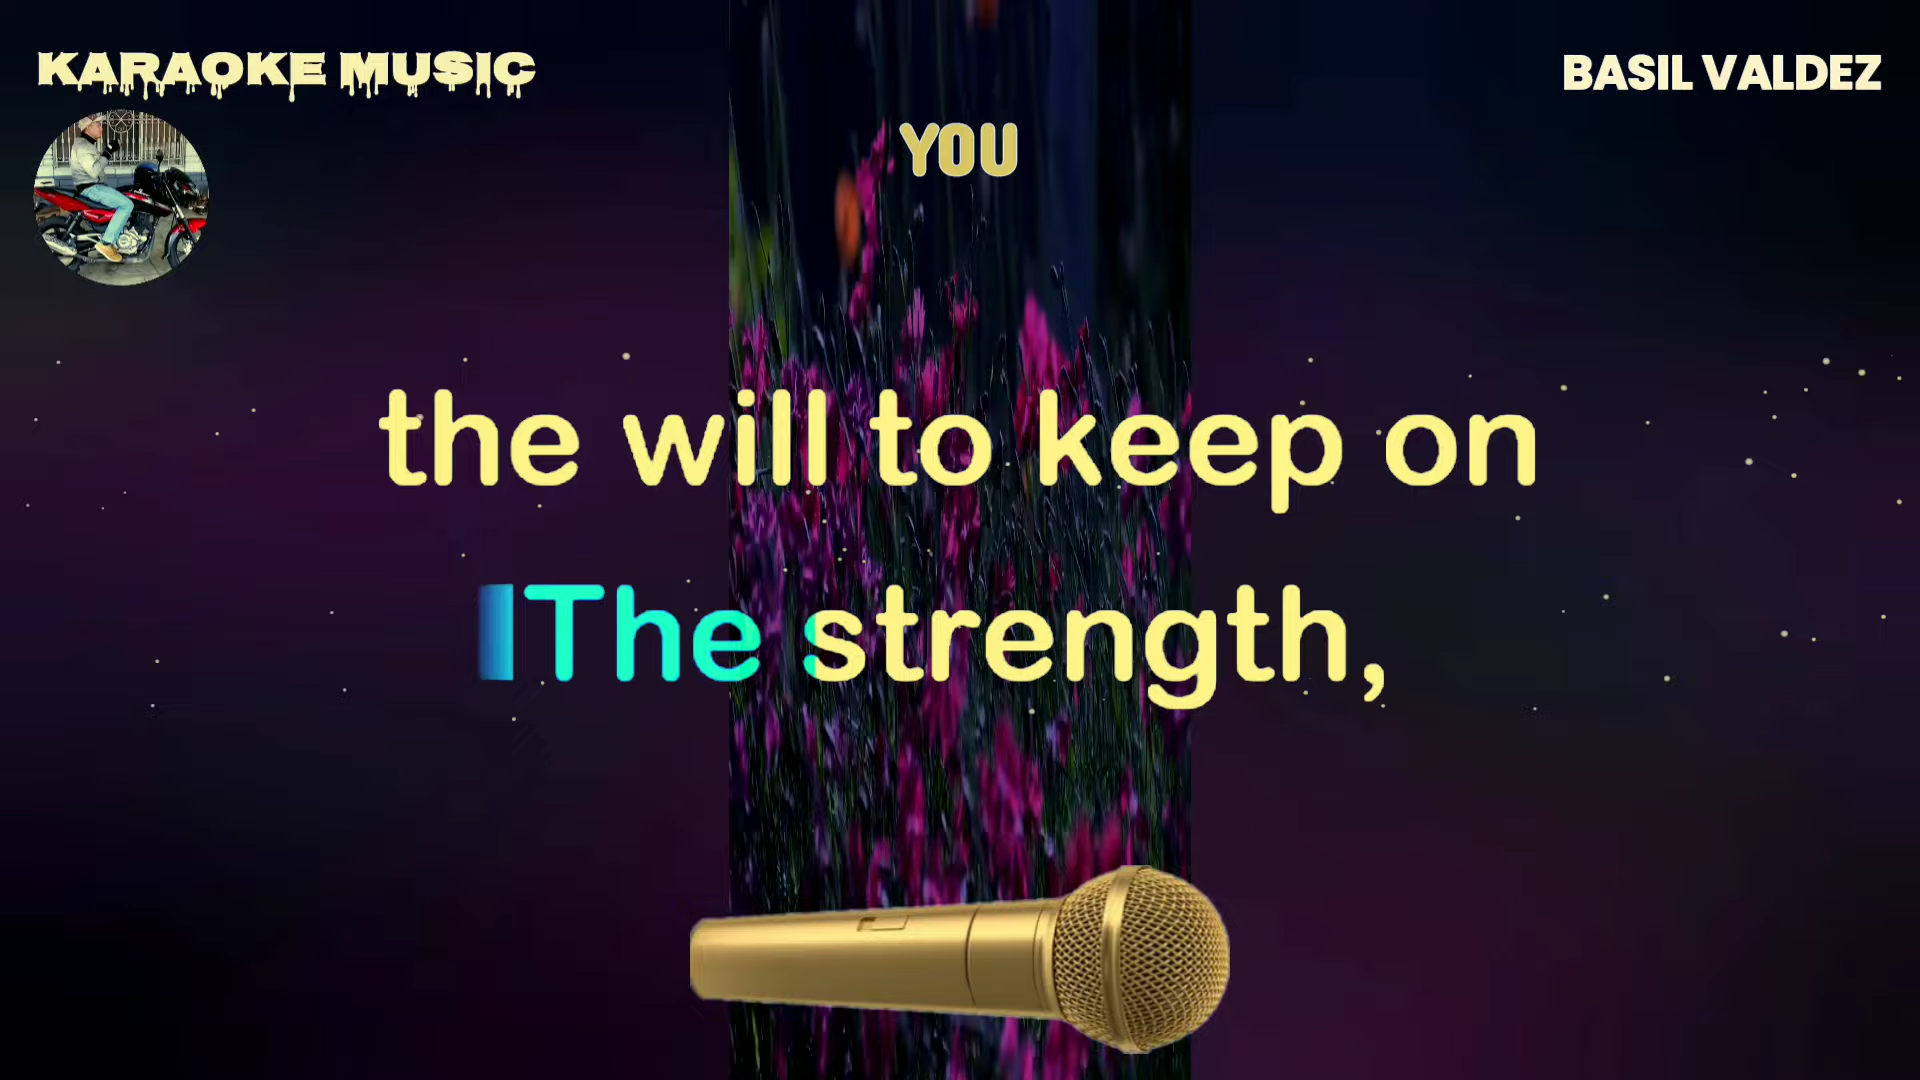 KARAOKE MUSIC
BASIL VALDEZ
YOU
the will to keep on
The strength,